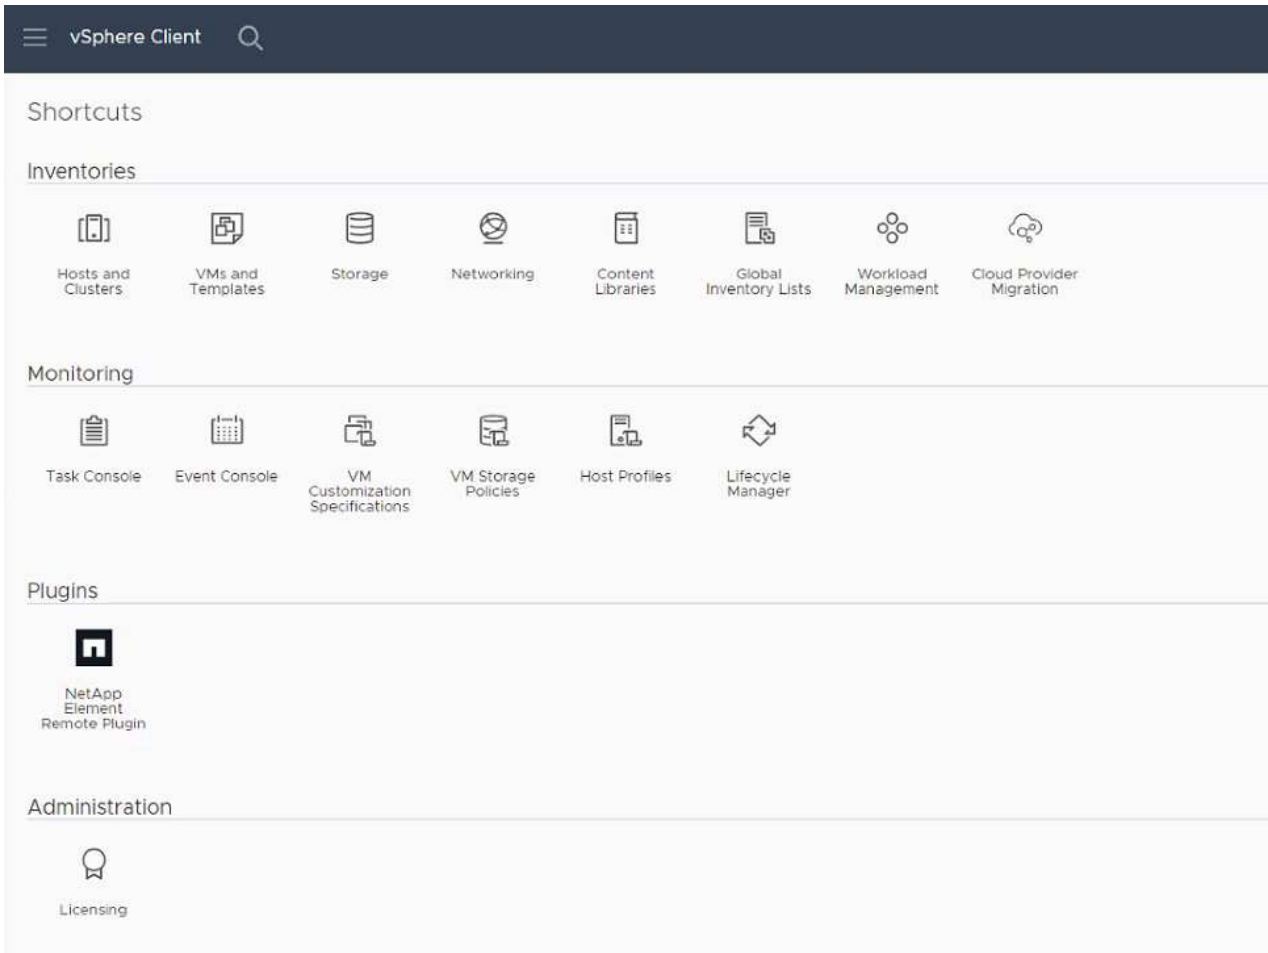 vSphere Client
Shortcuts
Inventories
Hosts and
Clusters
VMs and
Templates
Storage
Networking
Content
Libraries
Global
Inventory Lists
Workload
Management
Cloud Provider
Migration
Monitoring
Task Console
Event Console
VM
Customization
Specifications
VM Storage
Policies
Host Profiles
Lifecycle
Manager
Plugins
NetApp
Element
Remote Plugin
Administration
Licensing